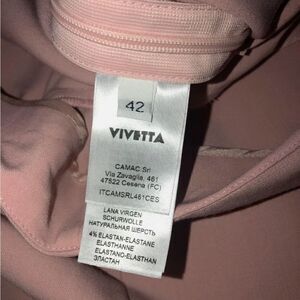 42
VIVETTA
CAMAC Srl
Via Zavaglia, 461
47522 Cesena (FC)
ITCAMSRL461CES
LANA VIRGEN
SCHURWOLLE
НАТУРАЛЬНАЯ ШЕРСТЬ
4% ELASTAN-ELASTANE
ELASTHANNE
ELASTANO-ELASTHAN
ЭЛАСТАН